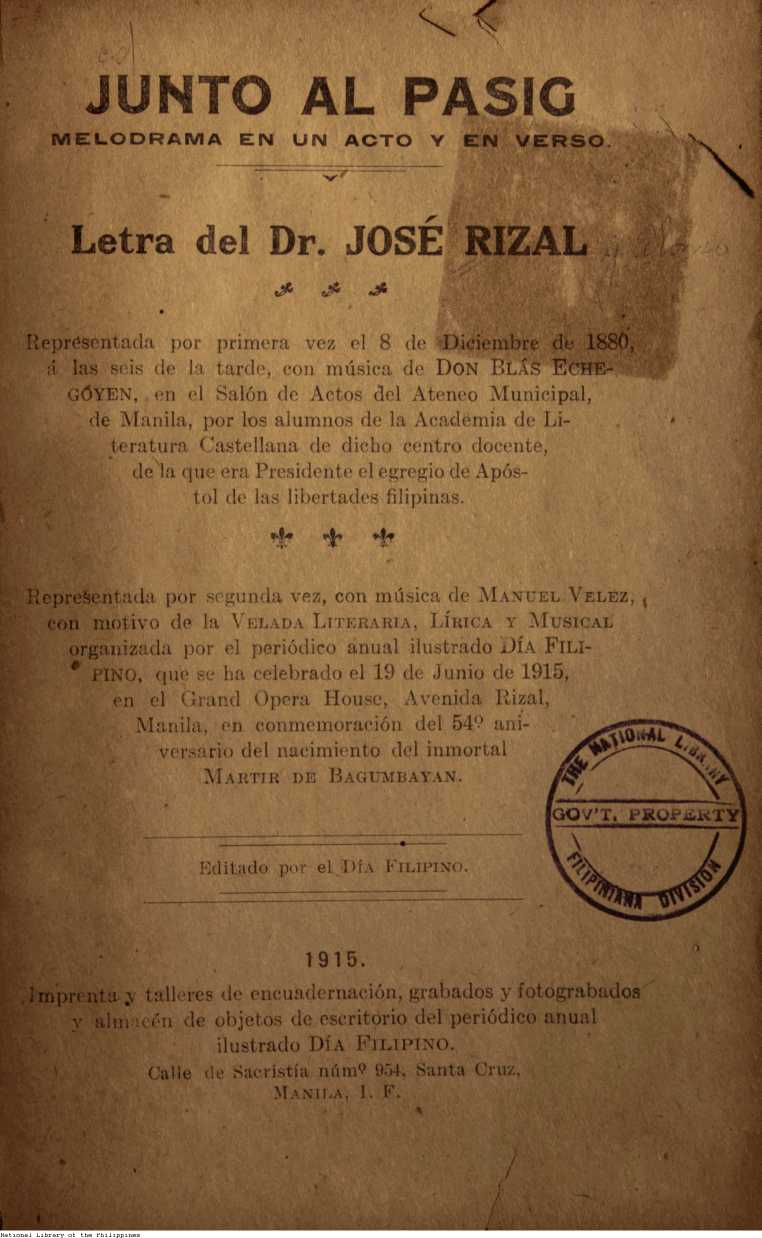 JUNTO AL PASIG
MELODRAMA EN UN ACTO Y EN VERSO.
Letra del Dr. JOSÉ RIZAL
Representada por primera vez el 8 de Diciembre de 1880,
á las seis de la tarde, con música de DON BLÁS ECHE-
GÓYEN, en el Salón de Actos del Ateneo Municipal,
de Manila, por los alumnos de la Academia de Li-
teratura Castellana de dicho centro docente,
de la que era Presidente el egregio de Após-
tol de las libertades filipinas.
Representada por segunda vez, con música de MANUEL VELEZ,
con motivo de la VELADA LITERARIA, LÍRICA Y MUSICAL
organizada por el periódico anual ilustrado DÍA FILI-
PINO, que se ha celebrado el 19 de Junio de 1915,
en el Grand Opera House, Avenida Rizal,
Manila, en conmemoración del 54º ani-
versario del nacimiento del inmortal
MARTIR DE BAGUMBAYAN.
THE NATIONAL LIBRARY
GOV'T. PROPERTY
FILIPINIANA DIVISION
Editado por el DÍA FILIPINO.
1915.
Imprenta y talleres de encuadernación, grabados y fotograbados
y almacén de objetos de escritorio del periódico anual
ilustrado DÍA FILIPINO.
Calle de Sacristía númº 954, Santa Cruz,
MANILA, I. F.
National Library of the Philippines